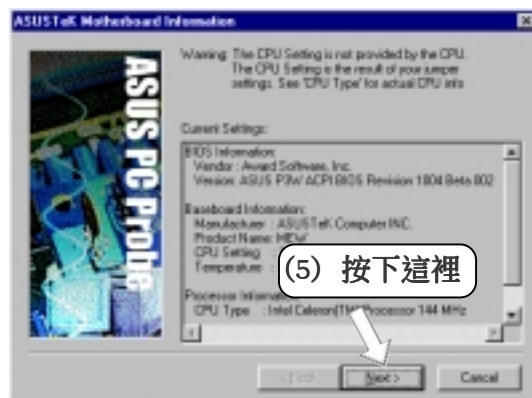 ASUSTeK Motherboard Information
ASUS PC Probe
Warning: The CPU Setting is not provided by the CPU.
The CPU Setting is the result of your jumper
settings. See 'CPU Type' for actual CPU info
Current Settings:
BIOS Information:
Vendor : Award Software, Inc.
Version: ASUS P3W ACPI BIOS Revision 1004 Beta 002
Baseboard Information:
Manufacturer : ASUSTeK Computer INC.
Product Name: MEW
CPU Setting :
Temperature :
Processor Information
CPU Type : Intel Celeron(TM) Processor 144 MHz
(5) 按下這裡
< Back
Next >
Cancel